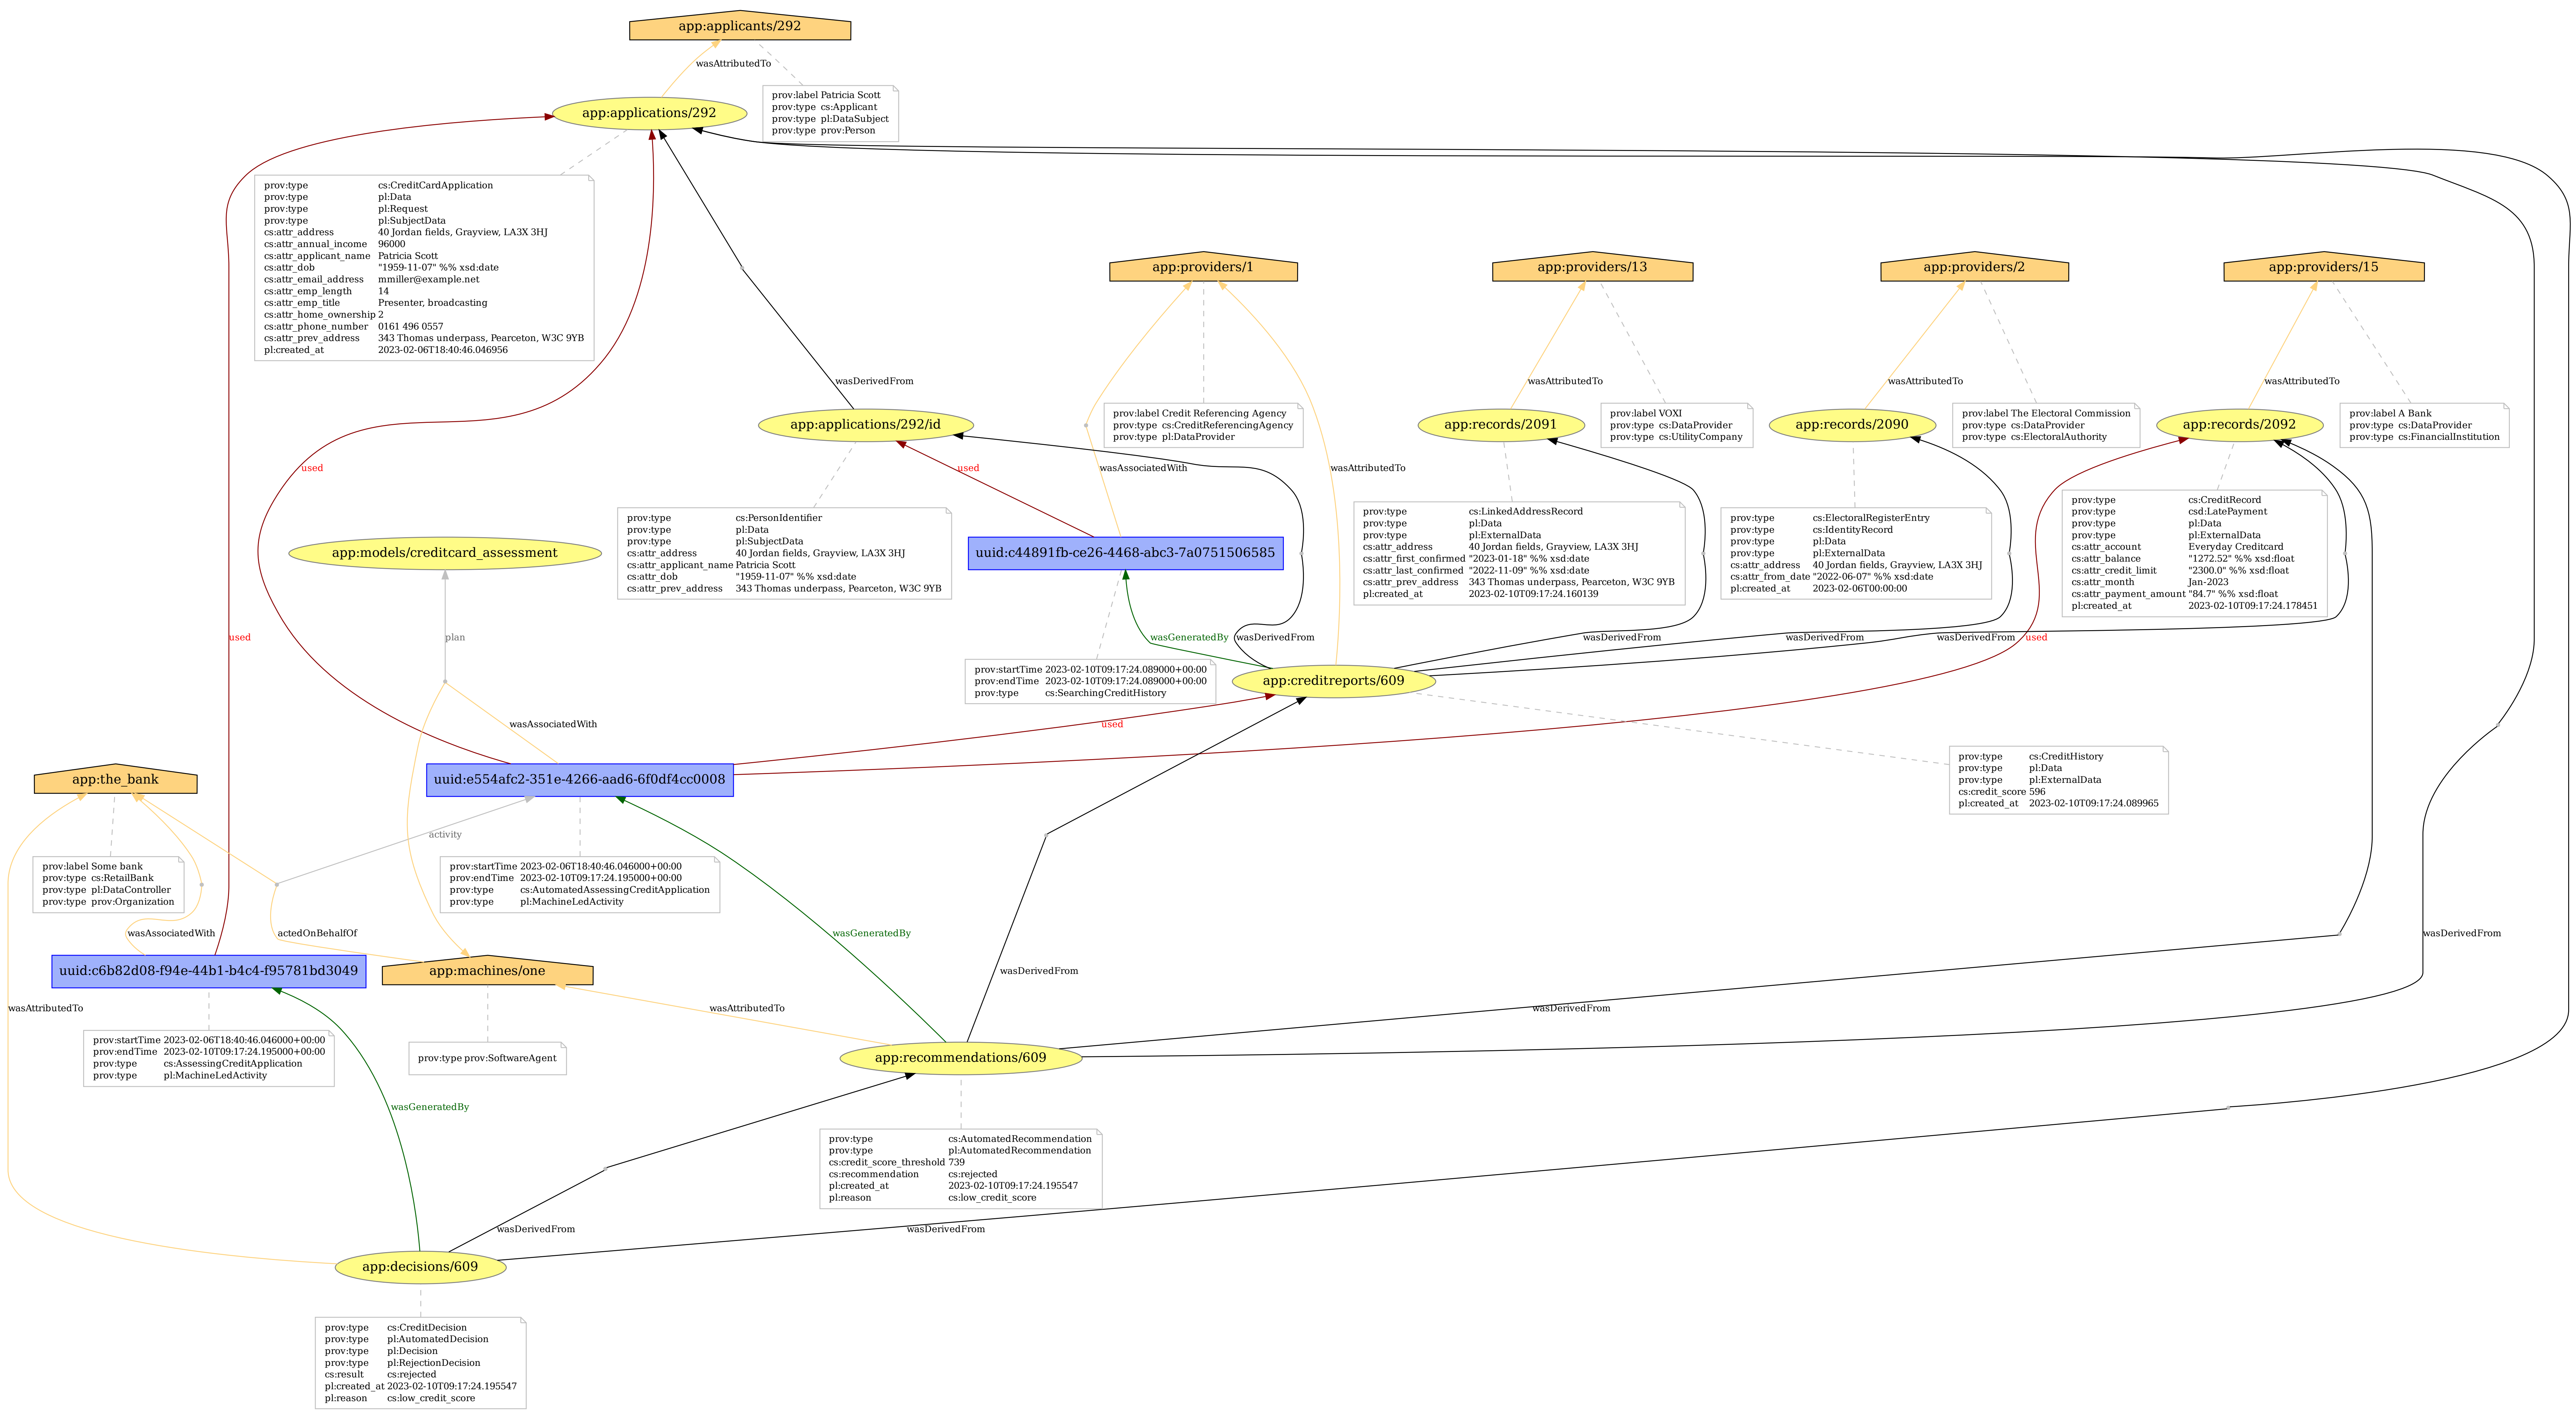 app:applicants/292
wasAttributedTo
prov:label Patricia Scott
prov:type cs:Applicant
prov:type pl:DataSubject
prov:type prov:Person
app:applications/292
prov:type cs:CreditCardApplication
prov:type pl:Data
prov:type pl:Request
prov:type pl:SubjectData
cs:attr_address 40 Jordan fields, Grayview, LA3X 3HJ
cs:attr_annual_income 96000
cs:attr_applicant_name Patricia Scott
cs:attr_dob "1959-11-07" %% xsd:date
cs:attr_email_address mmiller@example.net
cs:attr_emp_length 14
cs:attr_emp_title Presenter, broadcasting
cs:attr_home_ownership 2
cs:attr_phone_number 0161 496 0557
cs:attr_prev_address 343 Thomas underpass, Pearceton, W3C 9YB
pl:created_at 2023-02-06T18:40:46.046956
app:providers/1
app:providers/13
app:providers/2
app:providers/15
wasDerivedFrom
wasAttributedTo
wasAttributedTo
wasAttributedTo
app:applications/292/id
prov:label Credit Referencing Agency
prov:type cs:CreditReferencingAgency
prov:type pl:DataProvider
app:records/2091
prov:label VOXI
prov:type cs:DataProvider
prov:type cs:UtilityCompany
app:records/2090
prov:label The Electoral Commission
prov:type cs:DataProvider
prov:type cs:ElectoralAuthority
app:records/2092
prov:label A Bank
prov:type cs:DataProvider
prov:type cs:FinancialInstitution
used
used
wasAssociatedWith
wasAttributedTo
app:models/creditcard_assessment
prov:type cs:PersonIdentifier
prov:type pl:Data
prov:type pl:SubjectData
cs:attr_address 40 Jordan fields, Grayview, LA3X 3HJ
cs:attr_applicant_name Patricia Scott
cs:attr_dob "1959-11-07" %% xsd:date
cs:attr_prev_address 343 Thomas underpass, Pearceton, W3C 9YB
uuid:c44891fb-ce26-4468-abc3-7a0751506585
prov:type cs:LinkedAddressRecord
prov:type pl:Data
prov:type pl:ExternalData
cs:attr_address 40 Jordan fields, Grayview, LA3X 3HJ
cs:attr_first_confirmed "2023-01-18" %% xsd:date
cs:attr_last_confirmed "2022-11-09" %% xsd:date
cs:attr_prev_address 343 Thomas underpass, Pearceton, W3C 9YB
pl:created_at 2023-02-10T09:17:24.160139
prov:type cs:ElectoralRegisterEntry
prov:type cs:IdentityRecord
prov:type pl:Data
prov:type pl:ExternalData
cs:attr_address 40 Jordan fields, Grayview, LA3X 3HJ
cs:attr_from_date "2022-06-07" %% xsd:date
pl:created_at 2023-02-06T00:00:00
prov:type cs:CreditRecord
prov:type csd:LatePayment
prov:type pl:Data
prov:type pl:ExternalData
cs:attr_account Everyday Creditcard
cs:attr_balance "1272.52" %% xsd:float
cs:attr_credit_limit "2300.0" %% xsd:float
cs:attr_month Jan-2023
cs:attr_payment_amount "84.7" %% xsd:float
pl:created_at 2023-02-10T09:17:24.178451
used
plan
wasGeneratedBy
wasDerivedFrom
wasDerivedFrom
wasDerivedFrom
wasDerivedFrom
used
prov:startTime 2023-02-10T09:17:24.089000+00:00
prov:endTime 2023-02-10T09:17:24.089000+00:00
prov:type cs:SearchingCreditHistory
app:creditreports/609
wasAssociatedWith
used
app:the_bank
uuid:e554afc2-351e-4266-aad6-6f0df4cc0008
prov:type cs:CreditHistory
prov:type pl:Data
prov:type pl:ExternalData
cs:credit_score 596
pl:created_at 2023-02-10T09:17:24.089965
activity
prov:label Some bank
prov:type cs:RetailBank
prov:type pl:DataController
prov:type prov:Organization
prov:startTime 2023-02-06T18:40:46.046000+00:00
prov:endTime 2023-02-10T09:17:24.195000+00:00
prov:type cs:AutomatedAssessingCreditApplication
prov:type pl:MachineLedActivity
wasAssociatedWith
actedOnBehalfOf
wasGeneratedBy
wasDerivedFrom
uuid:c6b82d08-f94e-44b1-b4c4-f95781bd3049
app:machines/one
wasDerivedFrom
wasAttributedTo
wasAttributedTo
wasDerivedFrom
prov:startTime 2023-02-06T18:40:46.046000+00:00
prov:endTime 2023-02-10T09:17:24.195000+00:00
prov:type cs:AssessingCreditApplication
prov:type pl:MachineLedActivity
prov:type prov:SoftwareAgent
app:recommendations/609
wasGeneratedBy
prov:type cs:AutomatedRecommendation
prov:type pl:AutomatedRecommendation
cs:credit_score_threshold 739
cs:recommendation cs:rejected
pl:created_at 2023-02-10T09:17:24.195547
pl:reason cs:low_credit_score
wasDerivedFrom
wasDerivedFrom
app:decisions/609
prov:type cs:CreditDecision
prov:type pl:AutomatedDecision
prov:type pl:Decision
prov:type pl:RejectionDecision
cs:result cs:rejected
pl:created_at 2023-02-10T09:17:24.195547
pl:reason cs:low_credit_score